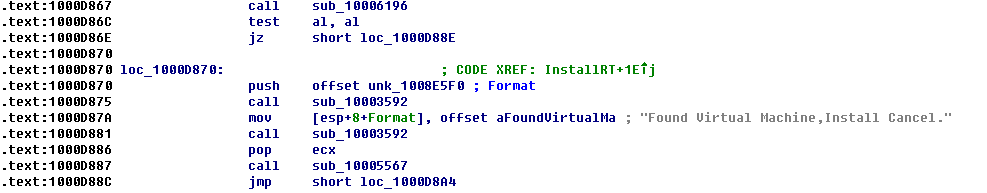 .text:1000D867 call sub_10006196
.text:1000D86C test al, al
.text:1000D86E jz short loc_1000D88E
.text:1000D870
.text:1000D870 loc_1000D870: ; CODE XREF: InstallRT+1E↑j
.text:1000D870 push offset unk_1008E5F0 ; Format
.text:1000D875 call sub_10003592
.text:1000D87A mov [esp+8+Format], offset aFoundVirtualMa ; "Found Virtual Machine,Install Cancel."
.text:1000D881 call sub_10003592
.text:1000D886 pop ecx
.text:1000D887 call sub_10005567
.text:1000D88C jmp short loc_1000D8A4